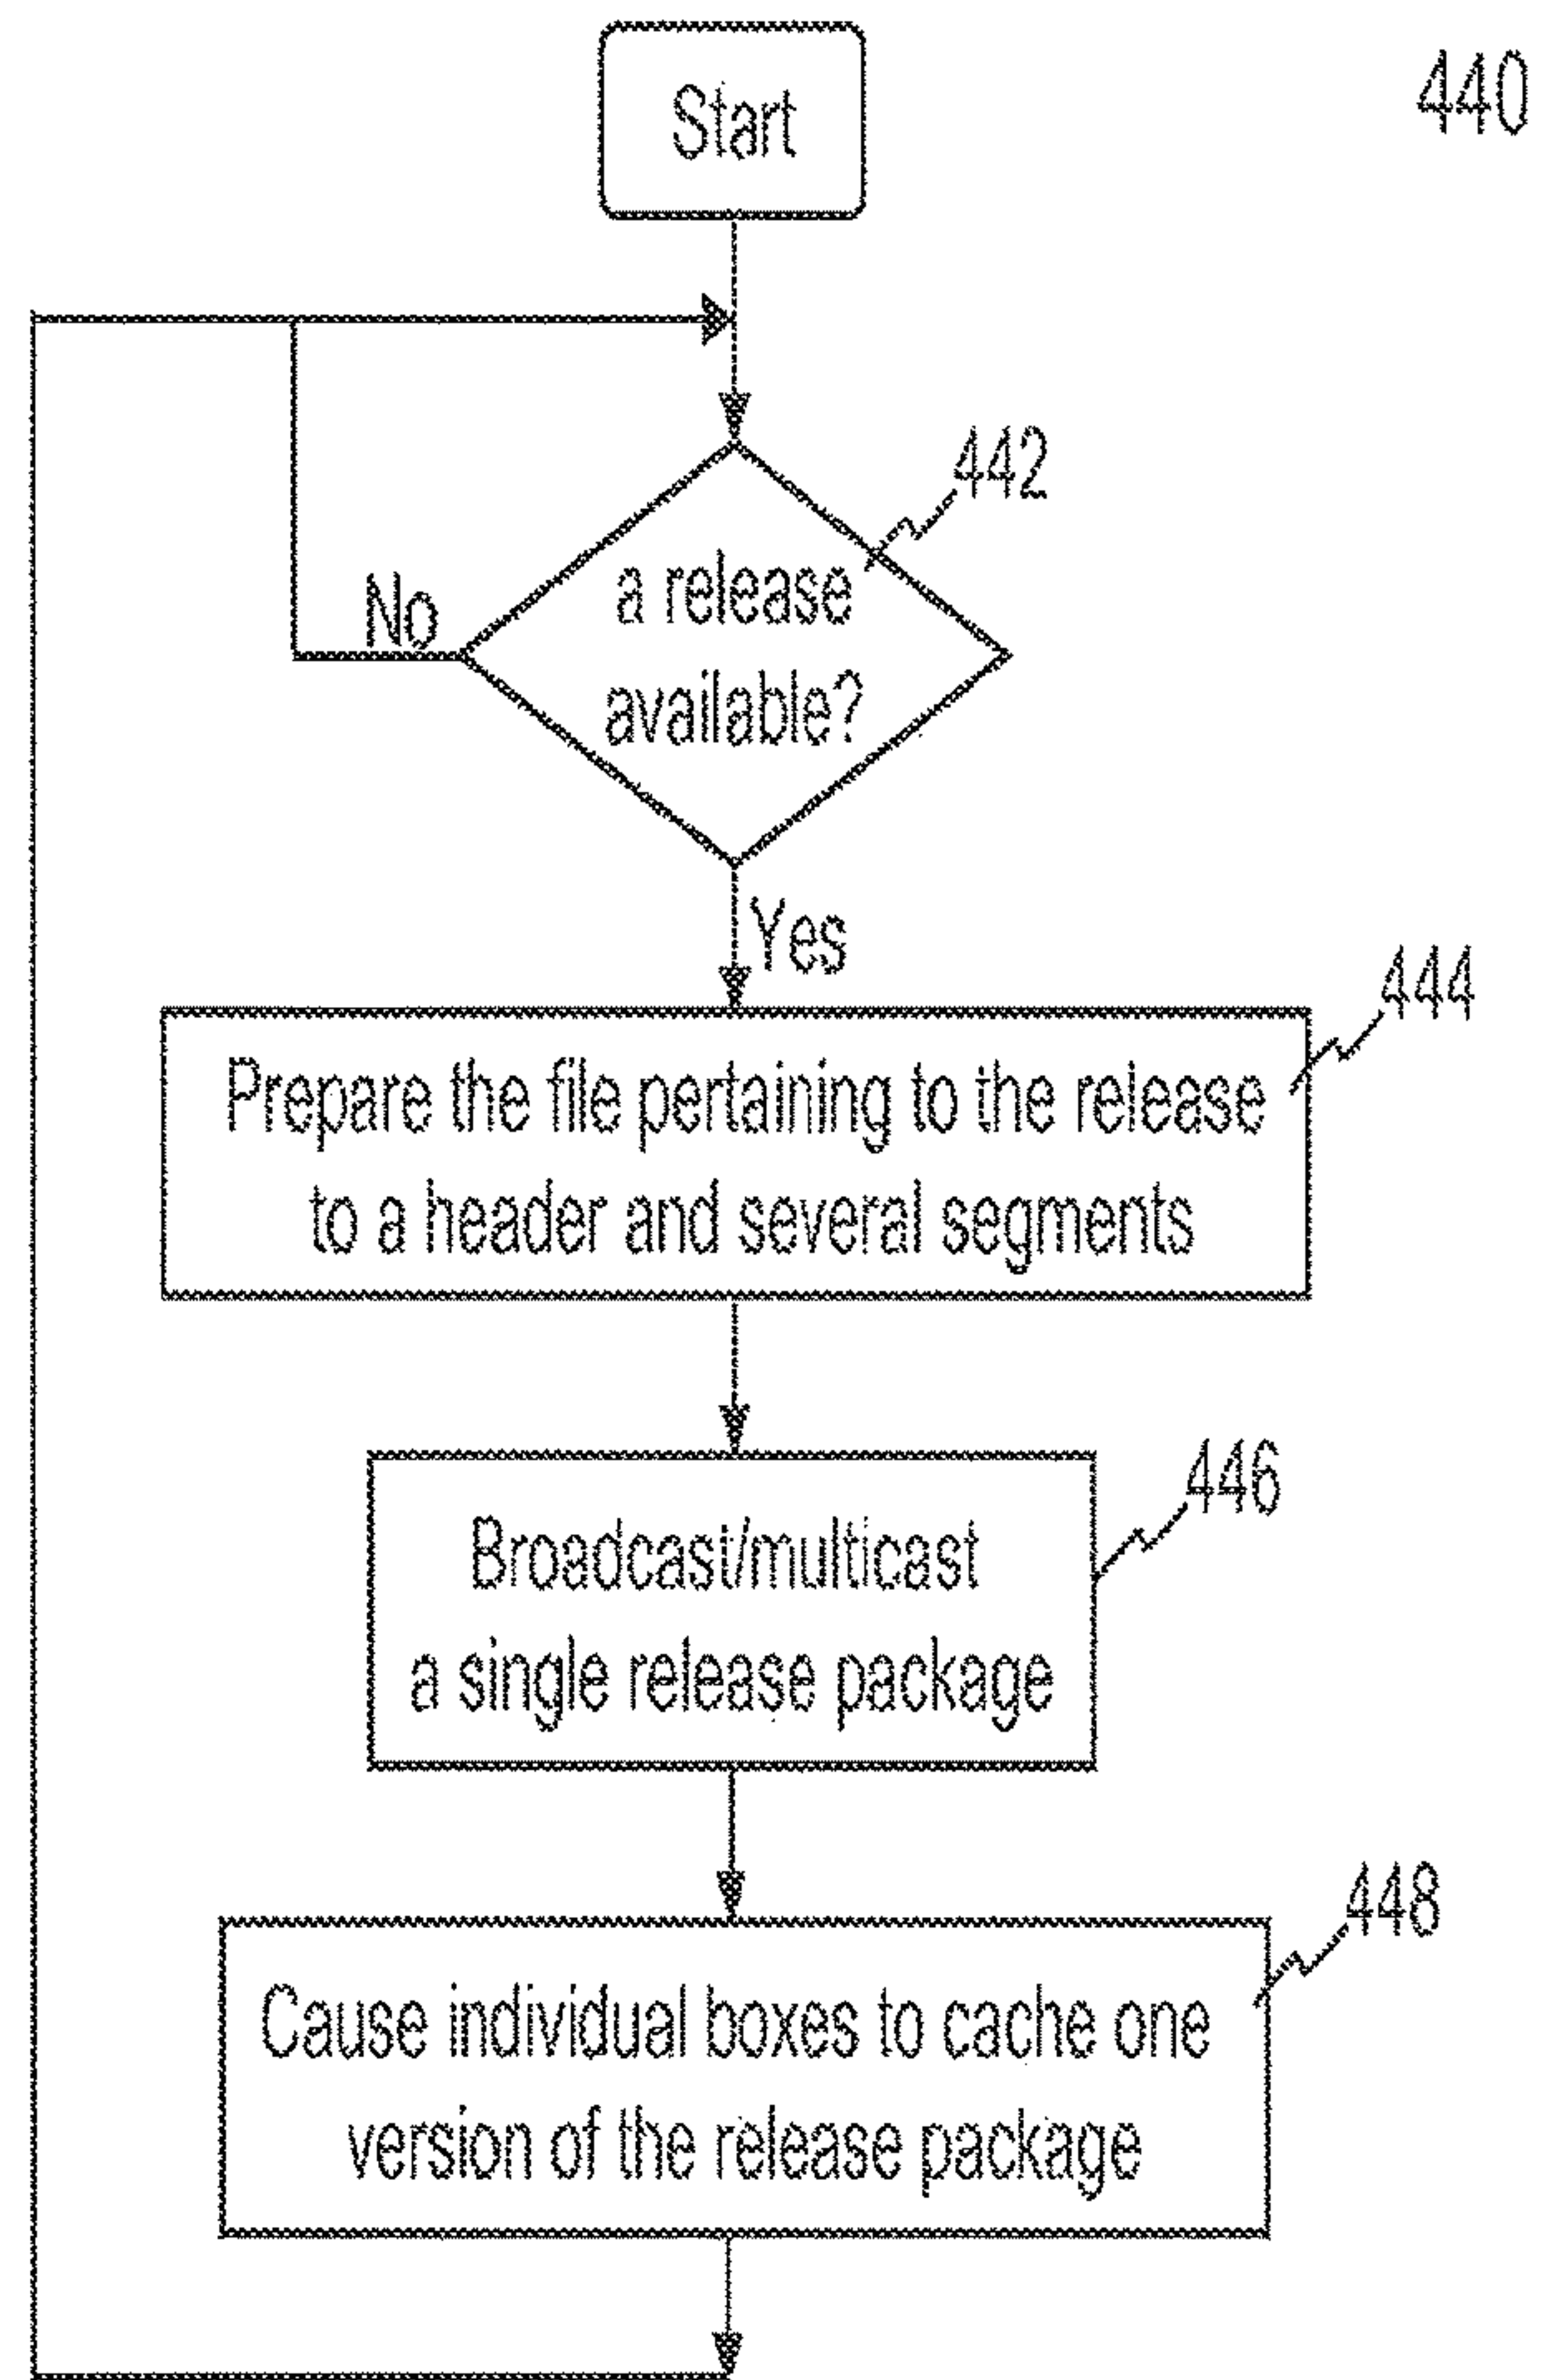 440
Start
442
a release
available?
No
Yes
444
Prepare the file pertaining to the release
to a header and several segments
446
Broadcast/multicast
a single release package
448
Cause individual boxes to cache one
version of the release package